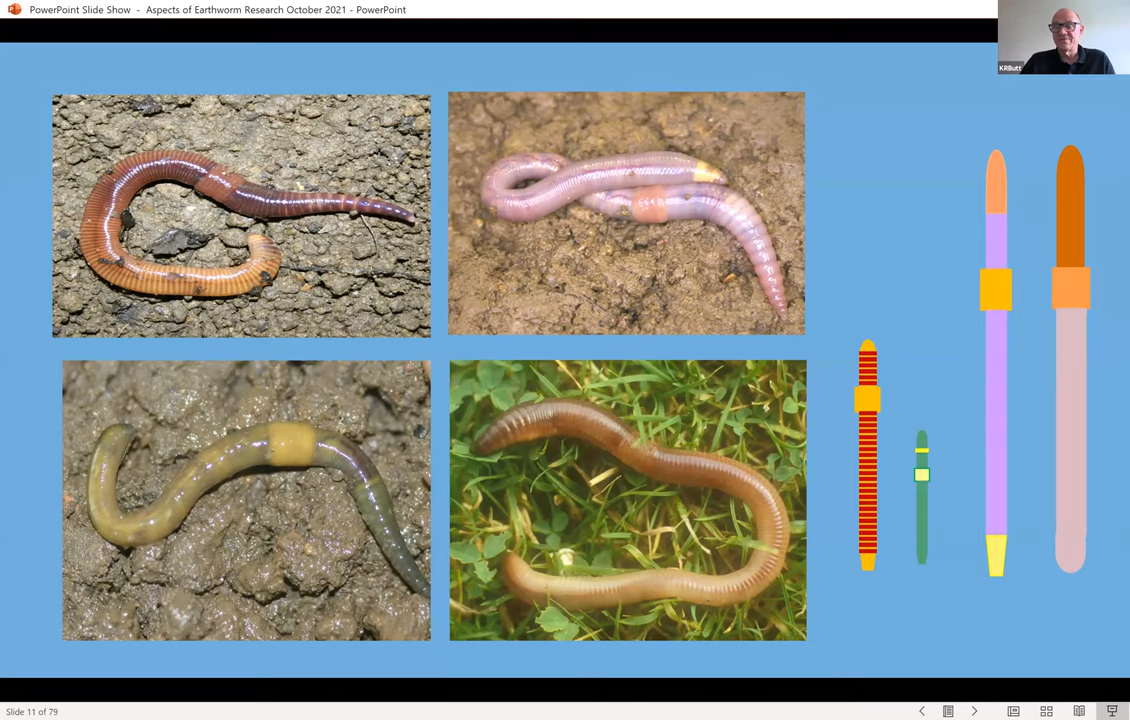 PowerPoint Slide Show - Aspects of Earthworm Research October 2021 - PowerPoint
KRButt
Slide 11 of 79